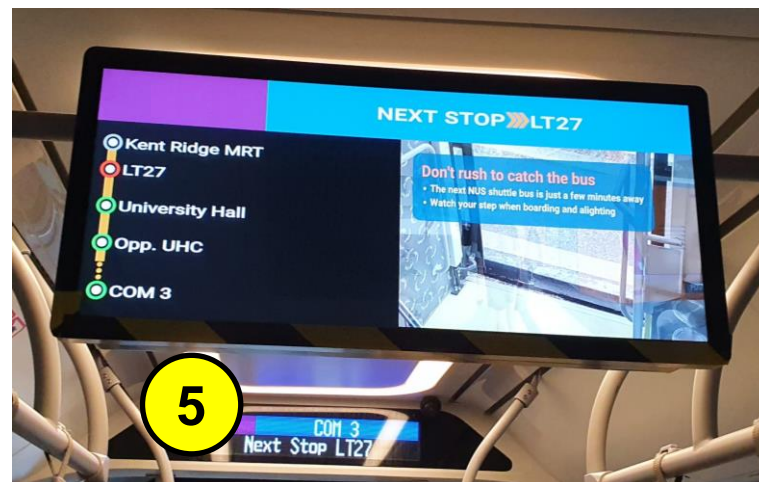 NEXT STOP LT27
Kent Ridge MRT
LT27
University Hall
Opp. UHC
COM 3
Don't rush to catch the bus
• The next NUS shuttle bus is just a few minutes away
• Watch your step when boarding and alighting
5
COM 3
Next Stop LT27